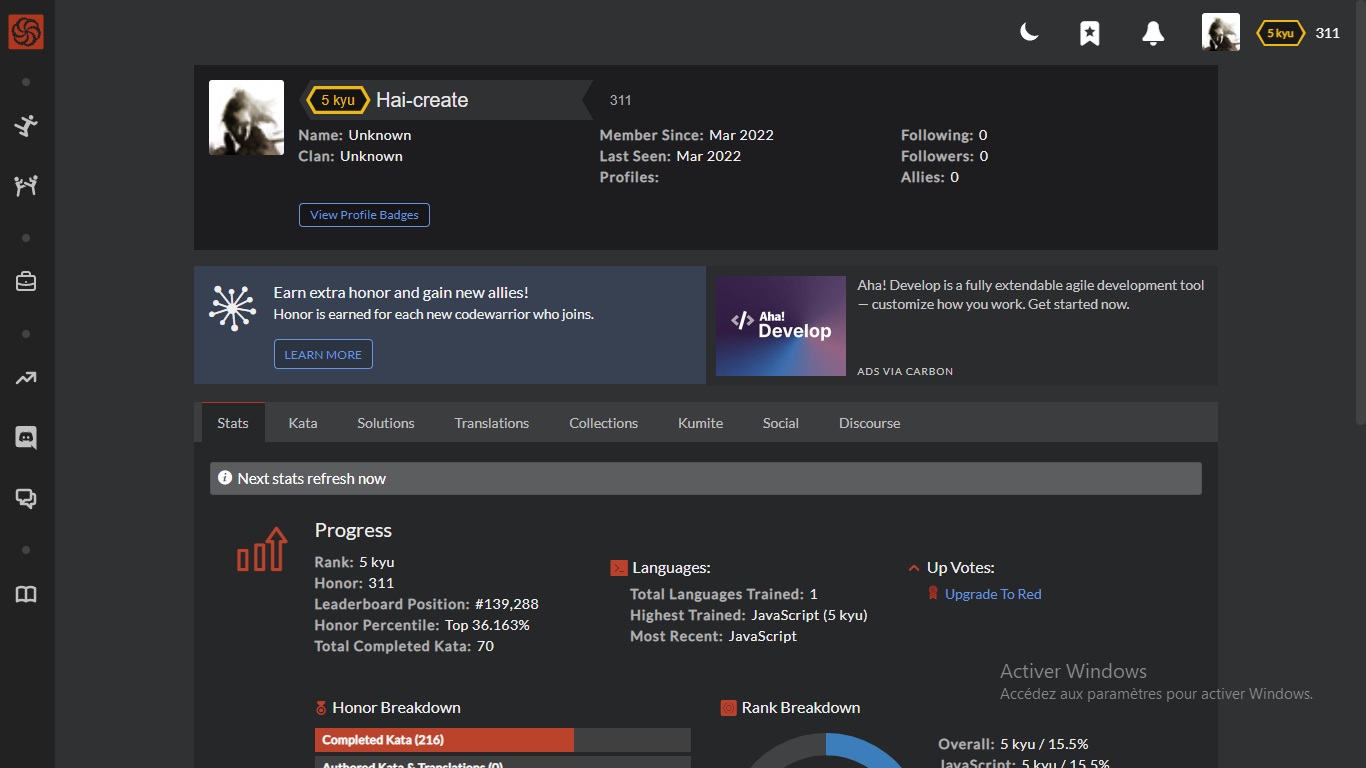 5 kyu 311
5 kyu Hai-create 311
Name: Unknown Member Since: Mar 2022 Following: 0
Clan: Unknown Last Seen: Mar 2022 Followers: 0
Profiles: Allies: 0
View Profile Badges
Earn extra honor and gain new allies!
Honor is earned for each new codewarrior who joins.
LEARN MORE
</> Aha!
Develop
Aha! Develop is a fully extendable agile development tool
— customize how you work. Get started now.
ADS VIA CARBON
Stats Kata Solutions Translations Collections Kumite Social Discourse
Next stats refresh now
Progress
Rank: 5 kyu
Honor: 311
Leaderboard Position: #139,288
Honor Percentile: Top 36.163%
Total Completed Kata: 70
Languages:
Total Languages Trained: 1
Highest Trained: JavaScript (5 kyu)
Most Recent: JavaScript
Up Votes:
Upgrade To Red
Activer Windows
Accédez aux paramètres pour activer Windows.
Honor Breakdown
Completed Kata (216)
Authored Kata & Translations (0)
Rank Breakdown
Overall: 5 kyu / 15.5%
JavaScript: 5 kyu / 15.5%